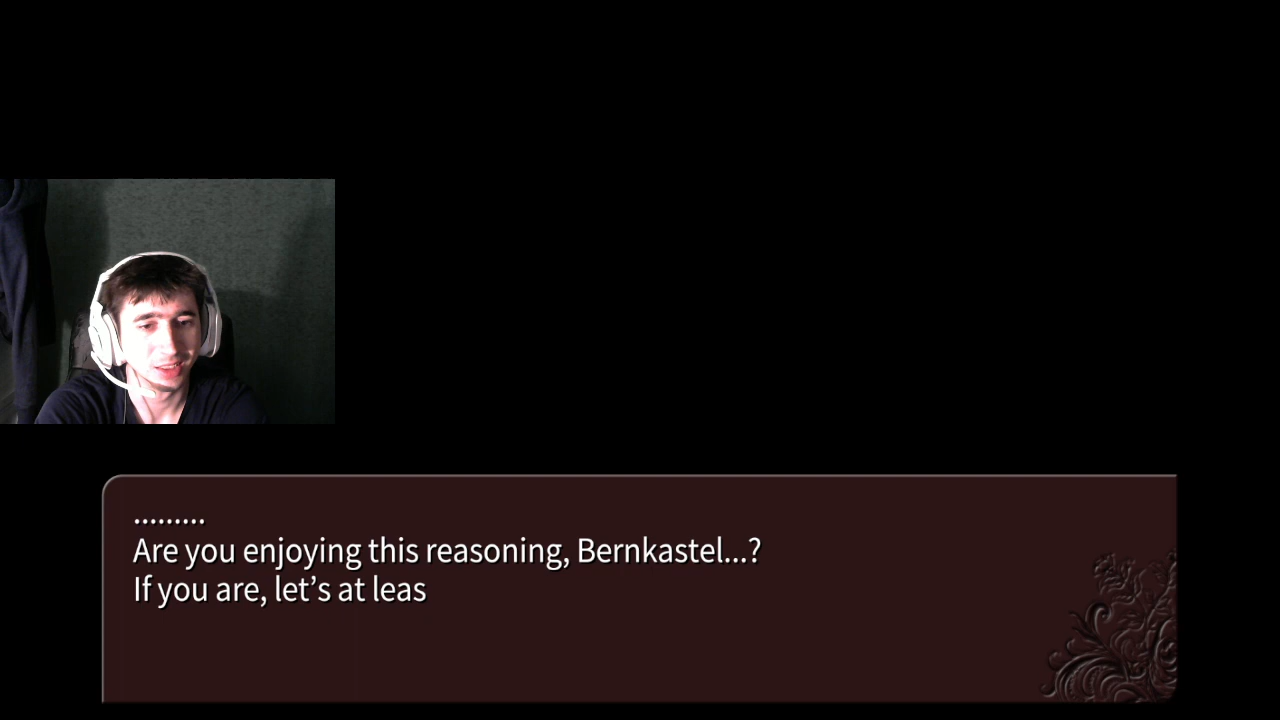 .........
Are you enjoying this reasoning, Bernkastel...?
If you are, let's at leas